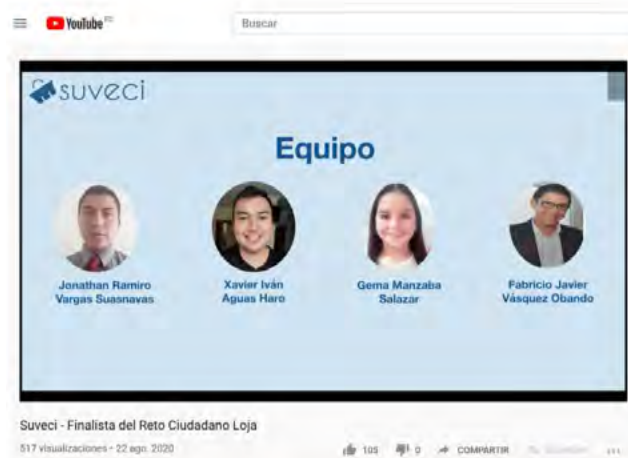 YouTube EC
Buscar
suveci
Equipo
Jonathan Ramiro
Vargas Suasnavas
Xavier Iván
Aguas Haro
Gema Manzaba
Salazar
Fabricio Javier
Vásquez Obando
Suveci - Finalista del Reto Ciudadano Loja
517 visualizaciones • 22 ago. 2020
105
0
COMPARTIR